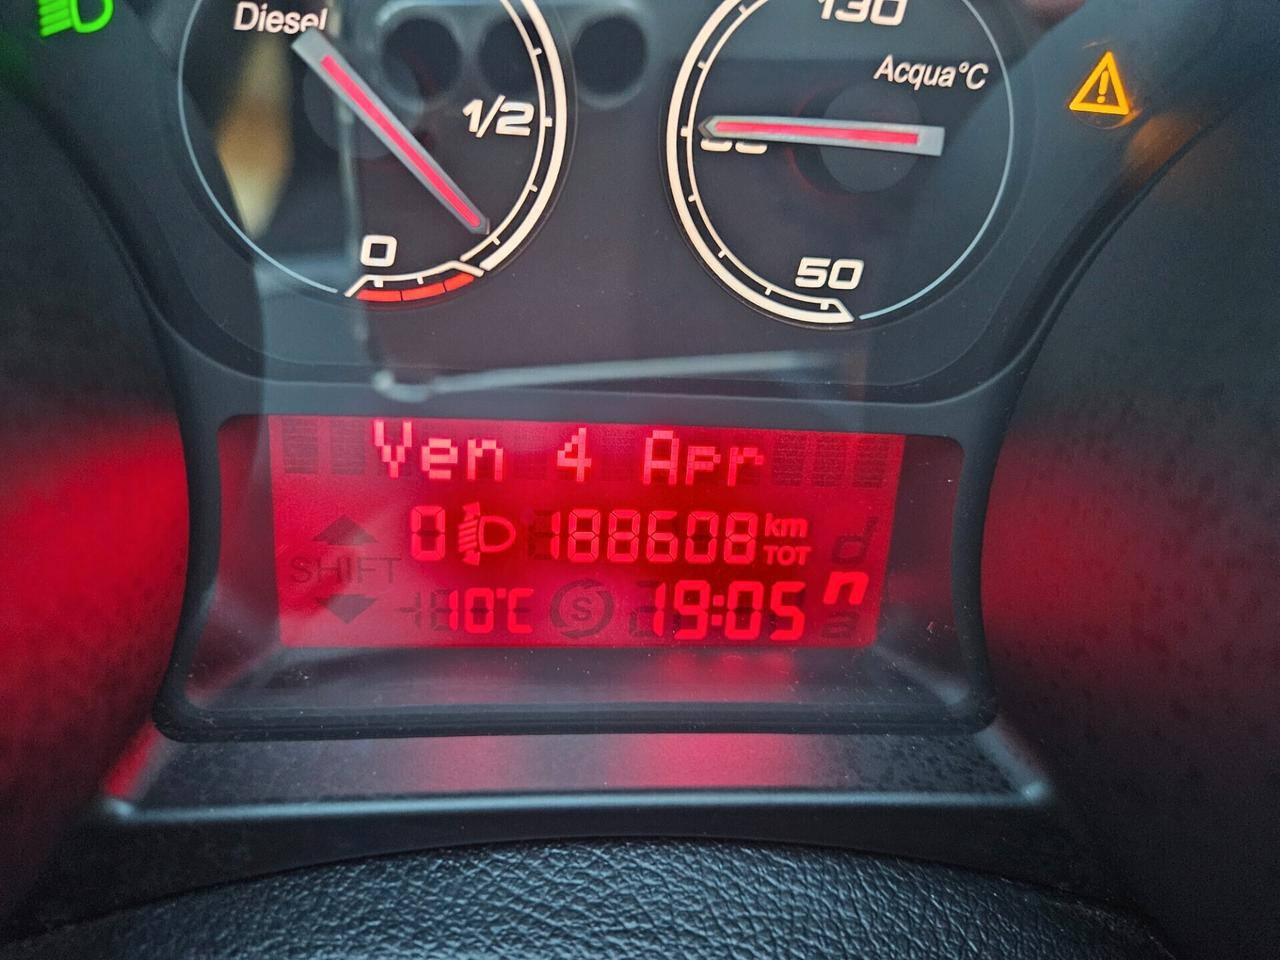 Diesel
1/2
0
130
Acqua°C
50
Ven 4 Apr
0 188608 km TOT
SHIFT
10°C S 19:05 n